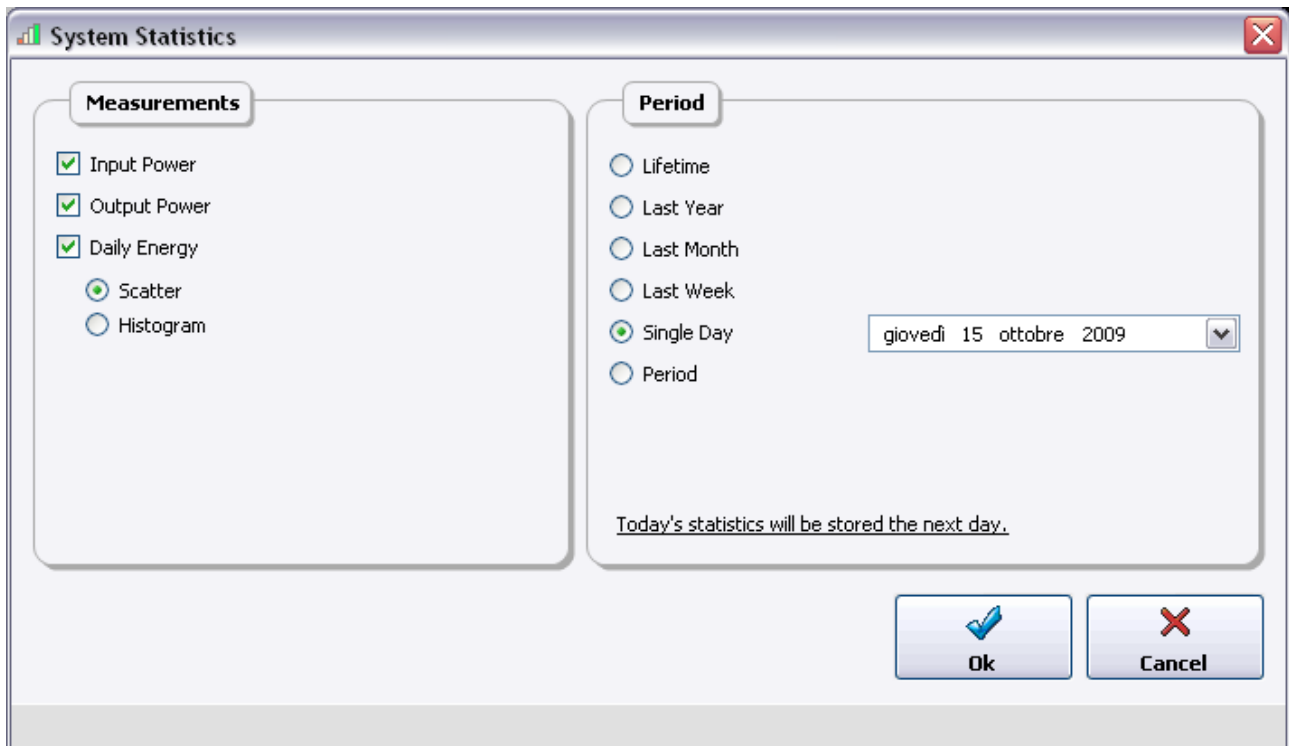 System Statistics
Measurements
Input Power
Output Power
Daily Energy
Scatter
Histogram
Period
Lifetime
Last Year
Last Month
Last Week
Single Day
giovedì 15 ottobre 2009
Period
Today's statistics will be stored the next day.
Ok
Cancel